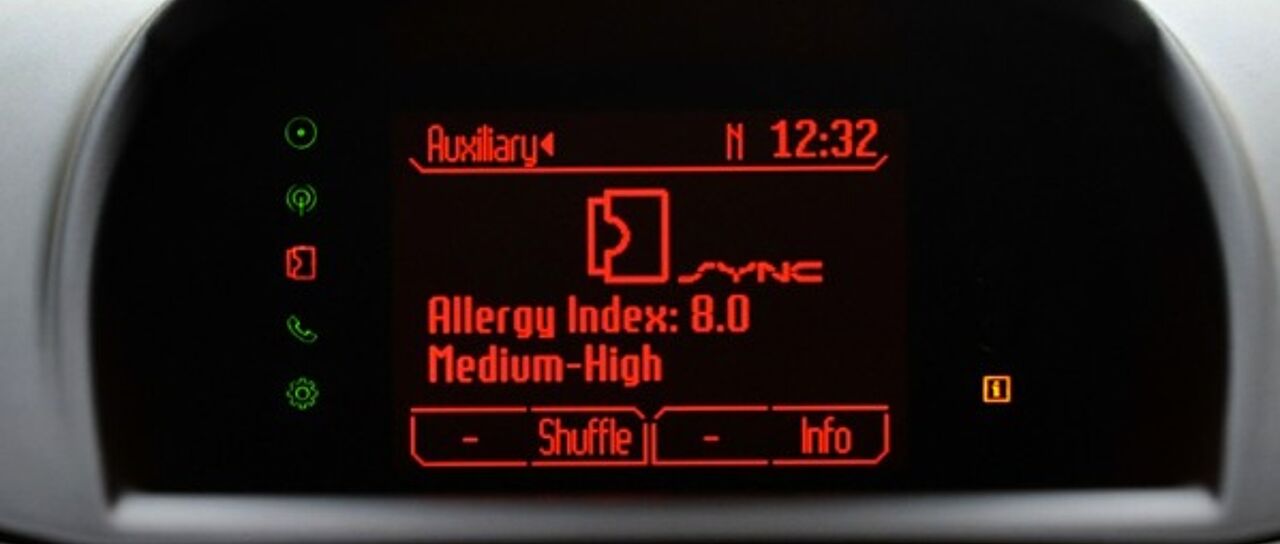 Auxiliary N 12:32
SYNC
Allergy Index: 8.0
Medium-High
- Shuffle - Info
i